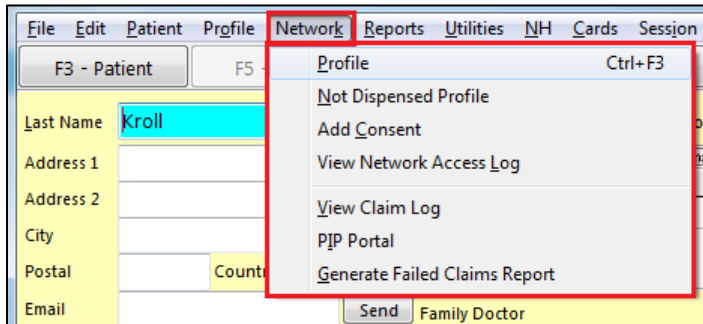 File Edit Patient Profile Network Reports Utilities NH Cards Session
F3 - Patient F5 -
Profile Ctrl+F3
Not Dispensed Profile
Add Consent
View Network Access Log
View Claim Log
PIP Portal
Generate Failed Claims Report
Last Name Kroll
Address 1
Address 2
City
Postal Countr
Email Send Family Doctor